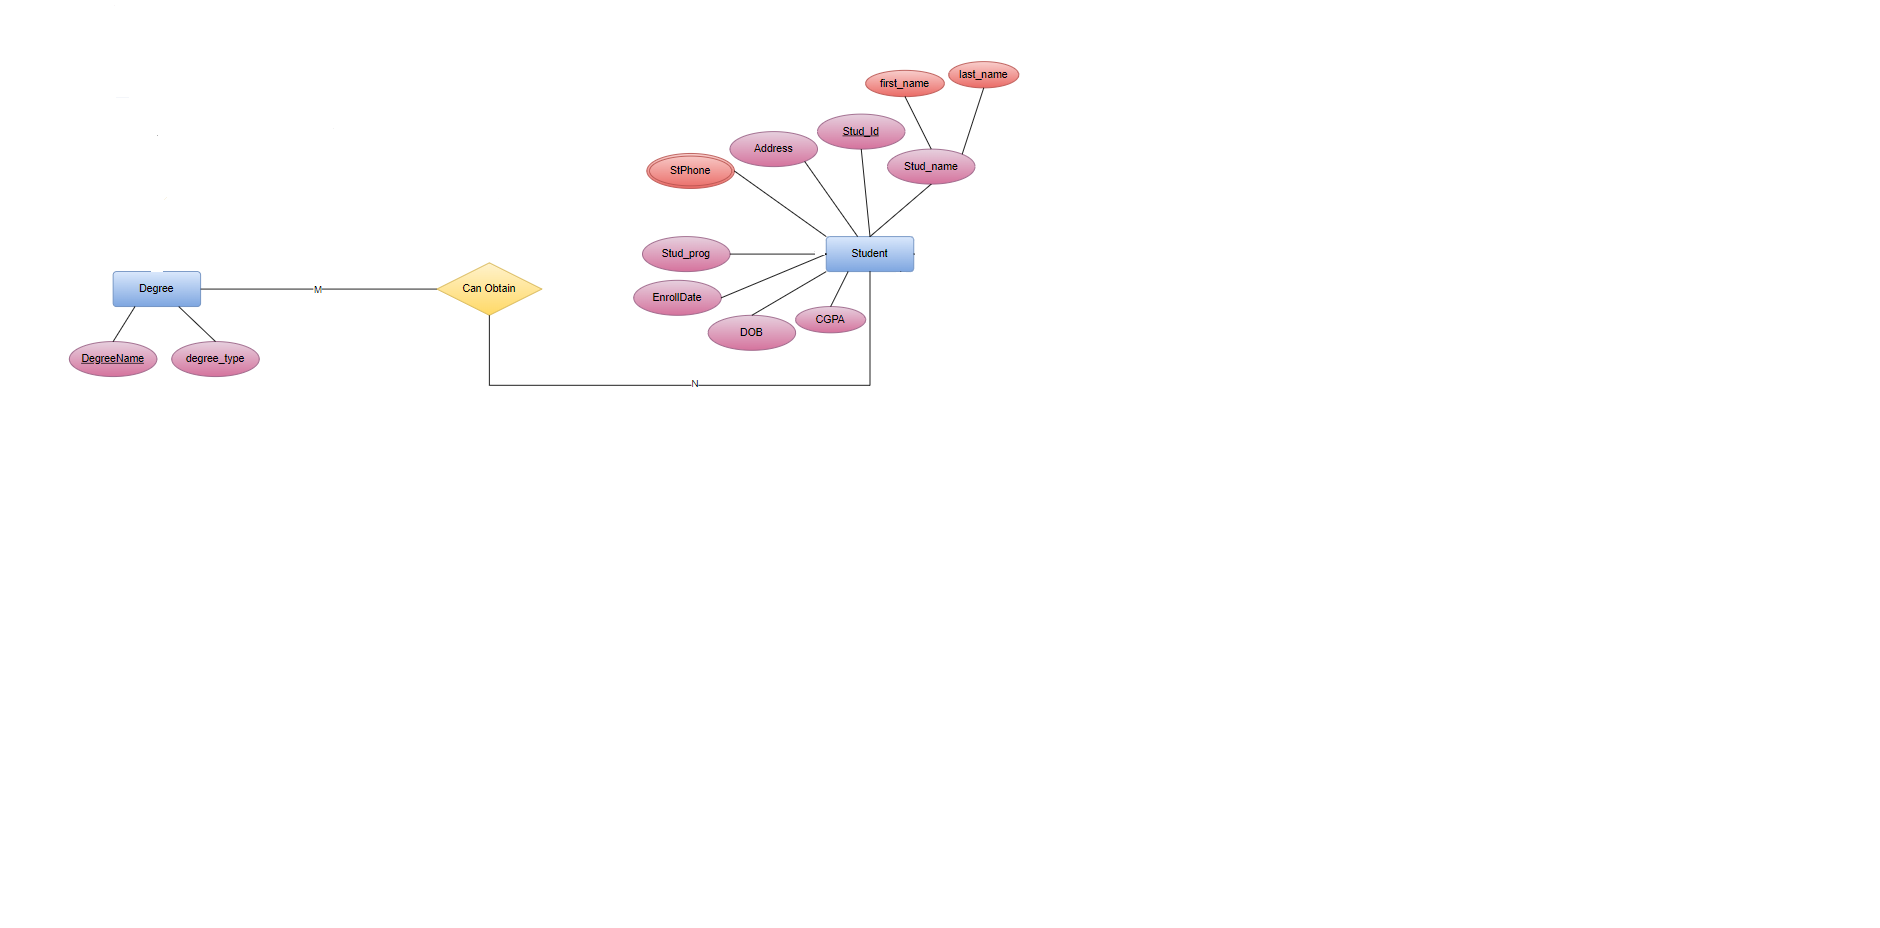 first_name
last_name
Stud_Id
Address
Stud_name
StPhone
Stud_prog
Student
Degree
M
Can Obtain
EnrollDate
CGPA
DOB
DegreeName
degree_type
N